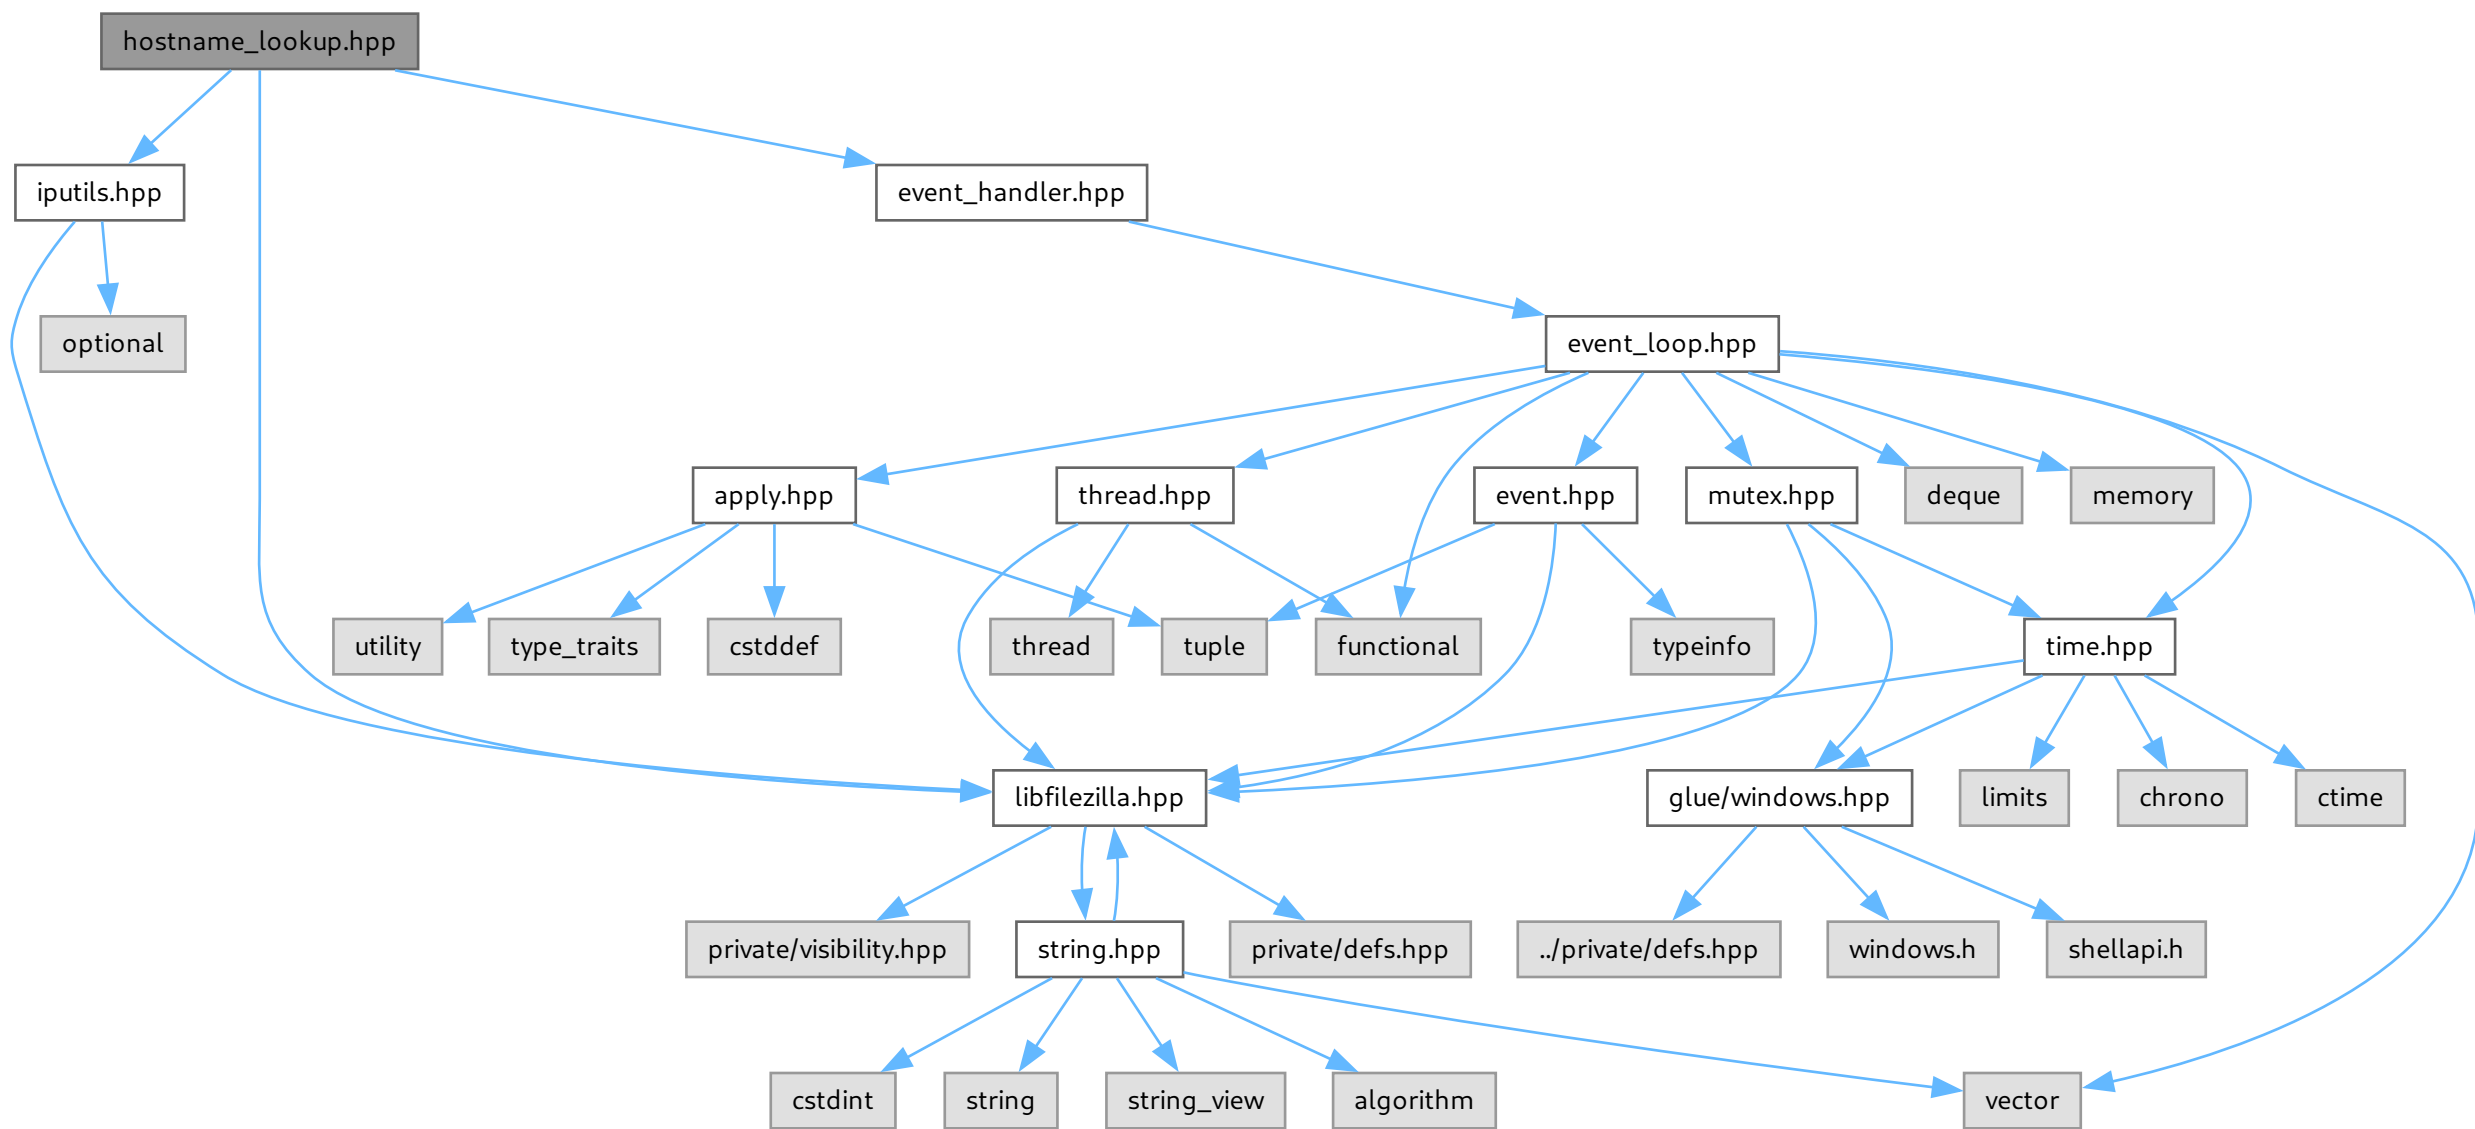 hostname_lookup.hpp
iputils.hpp
event_handler.hpp
optional
event_loop.hpp
apply.hpp
thread.hpp
event.hpp
mutex.hpp
deque
memory
utility
type_traits
cstddef
thread
tuple
functional
typeinfo
time.hpp
libfilezilla.hpp
glue/windows.hpp
limits
chrono
ctime
private/visibility.hpp
string.hpp
private/defs.hpp
../private/defs.hpp
windows.h
shellapi.h
cstdint
string
string_view
algorithm
vector